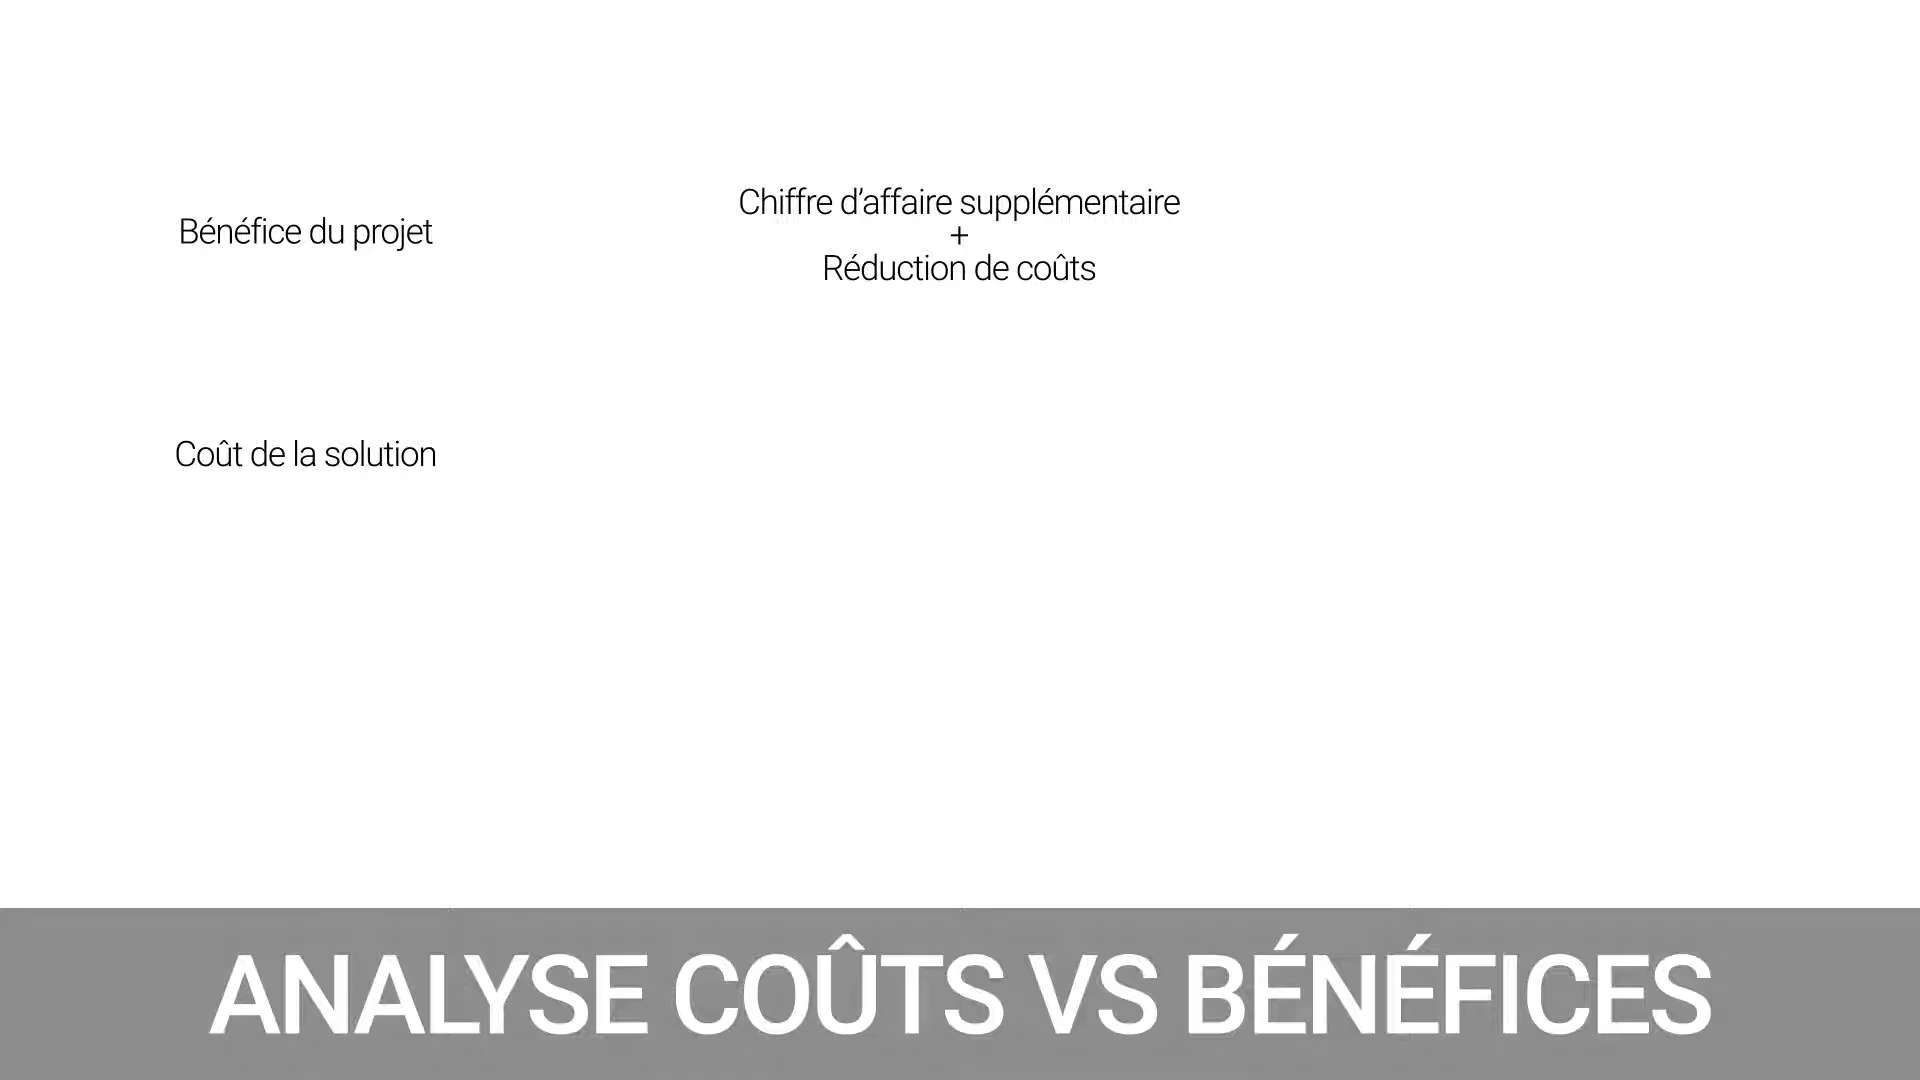 Bénéfice du projet
Chiffre d’affaire supplémentaire
+
Réduction de coûts
Coût de la solution
ANALYSE COÛTS VS BÉNÉFICES